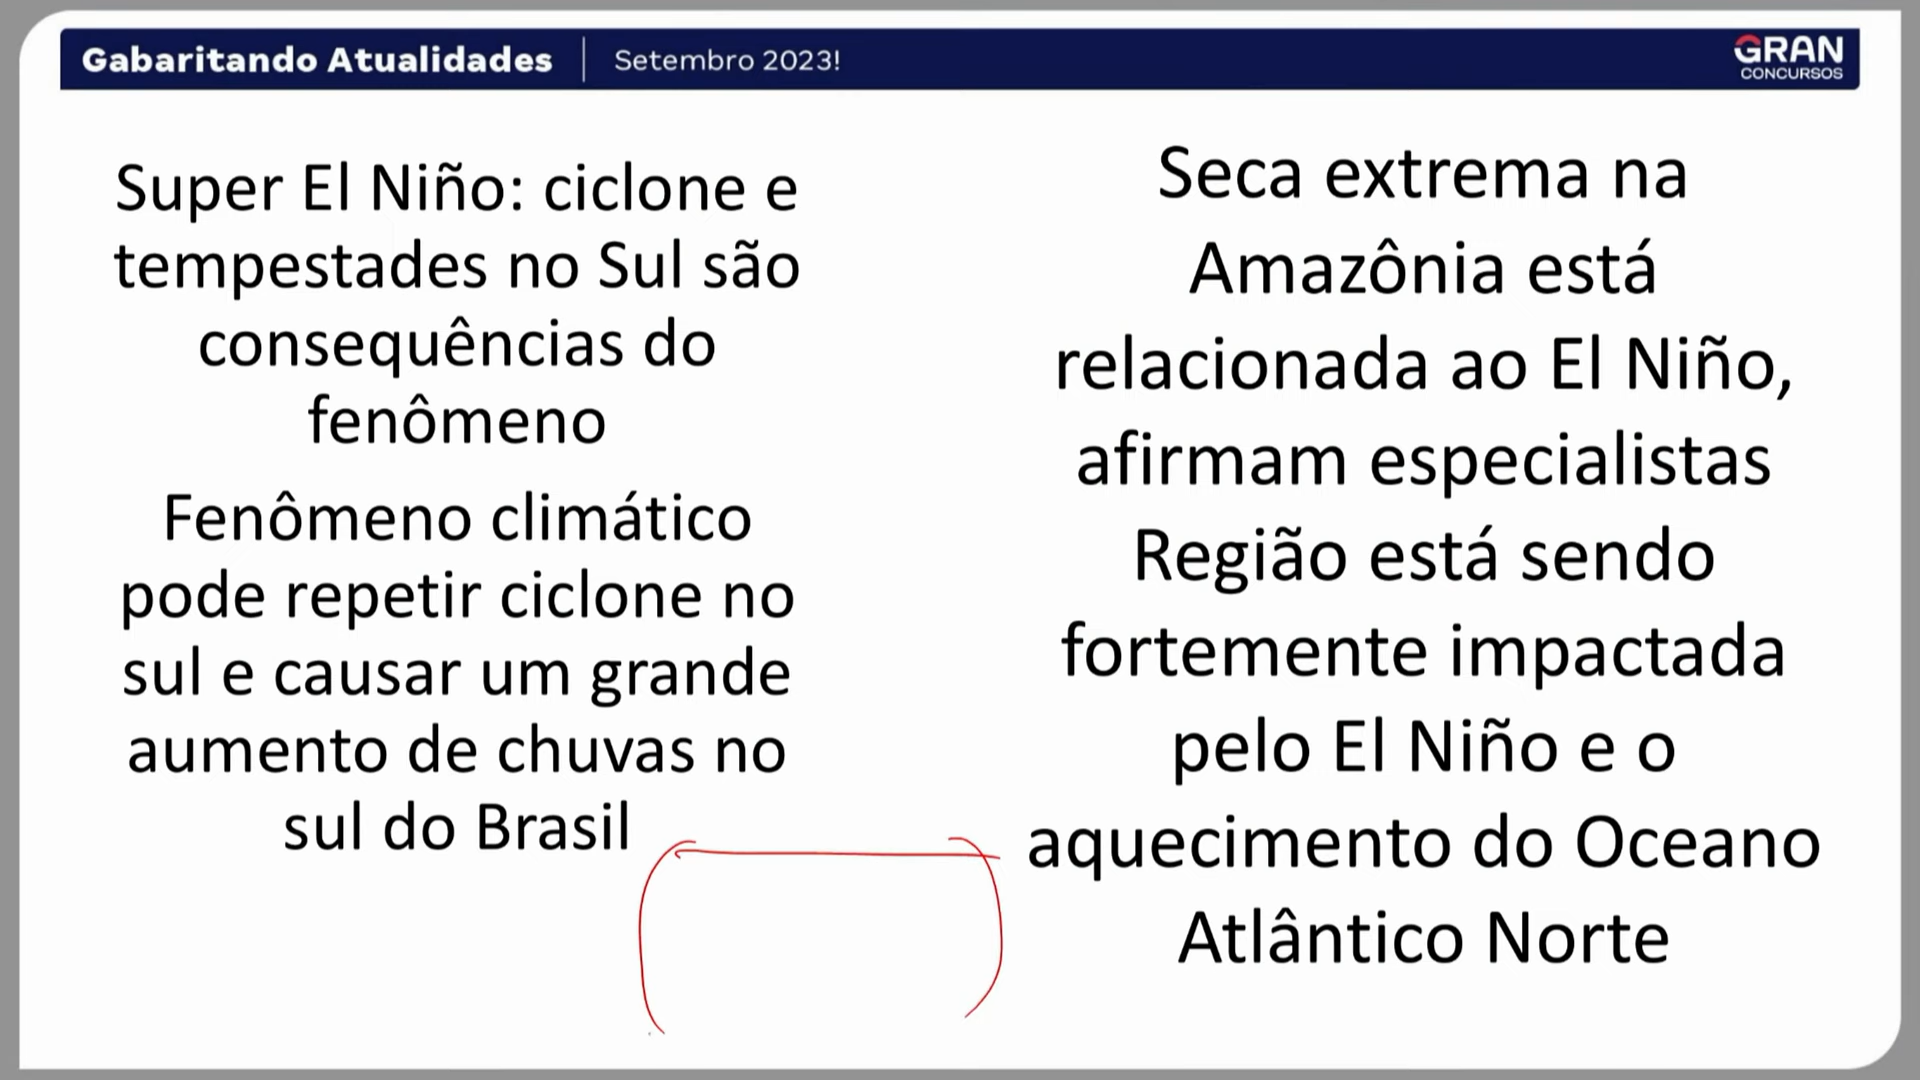 Gabaritando Atualidades
Setembro 2023!
GRAN
CONCURSOS
Super El Niño: ciclone e
tempestades no Sul são
consequências do
fenômeno
Fenômeno climático
pode repetir ciclone no
sul e causar um grande
aumento de chuvas no
sul do Brasil
Seca extrema na
Amazônia está
relacionada ao El Niño,
afirmam especialistas
Região está sendo
fortemente impactada
pelo El Niño e o
aquecimento do Oceano
Atlântico Norte